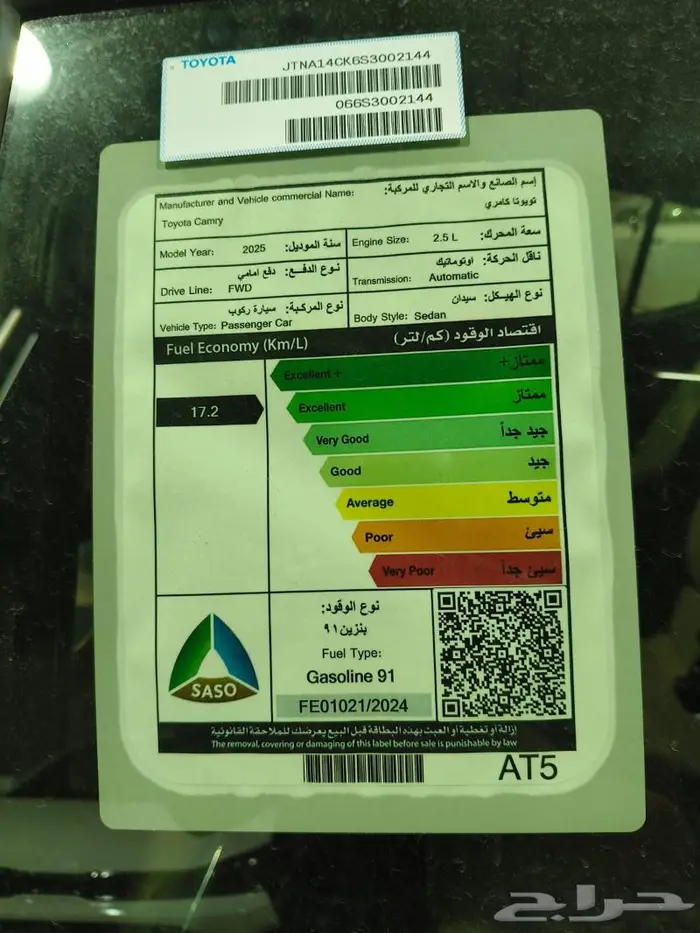 TOYOTA JTNA14CK6S3002144
066S3002144
Manufacturer and Vehicle commercial Name: إسم الصانع والاسم التجاري للمركبة:
Toyota Camry تويوتا كامري
Model Year: 2025 سنة الموديل:
Engine Size: 2.5 L سعة المحرك:
نوع الدفع: دفع امامي
Drive Line: FWD
ناقل الحركة: اوتوماتيك
Transmission: Automatic
نوع المركبة: سيارة ركوب
Vehicle Type: Passenger Car
نوع الهيكل: سيدان
Body Style: Sedan
Fuel Economy (Km/L) اقتصاد الوقود (كم/لتر)
Excellent + ممتاز+
17.2
Excellent ممتاز
Very Good جيد جداً
Good جيد
Average متوسط
Poor سيئ
Very Poor سيئ جداً
SASO
نوع الوقود:
بنزين ٩١
Fuel Type:
Gasoline 91
FE01021/2024
إزالة او تغطية أو العبث بهذه البطاقة قبل البيع يعرضك للملاحقة القانونية
The removal, covering or damaging of this label before sale is punishable by law
AT5
حراج